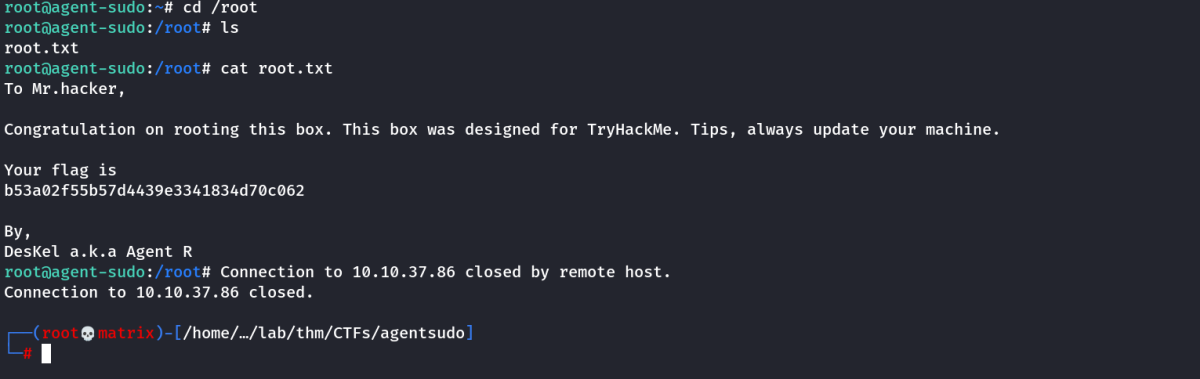 root@agent-sudo:~# cd /root
root@agent-sudo:/root# ls
root.txt
root@agent-sudo:/root# cat root.txt
To Mr.hacker,
Congratulation on rooting this box. This box was designed for TryHackMe. Tips, always update your machine.
Your flag is
b53a02f55b57d4439e3341834d70c062
By,
DesKel a.k.a Agent R
root@agent-sudo:/root# Connection to 10.10.37.86 closed by remote host.
Connection to 10.10.37.86 closed.
┌──(root💀matrix)-[/home/…/lab/thm/CTFs/agentsudo]
└─#